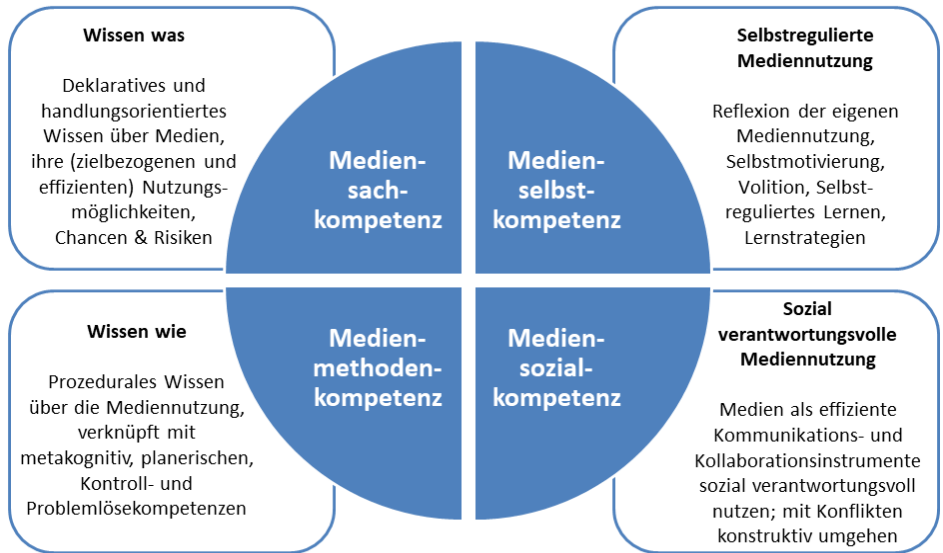 Wissen was
Deklaratives und
handlungsorientiertes
Wissen über Medien,
ihre (zielbezogenen und
effizienten) Nutzungs-
möglichkeiten,
Chancen & Risiken
Medien-
sach-
kompetenz
Medien-
selbst-
kompetenz
Selbstregulierte
Mediennutzung
Reflexion der eigenen
Mediennutzung,
Selbstmotivierung,
Volition, Selbst-
reguliertes Lernen,
Lernstrategien
Wissen wie
Prozedurales Wissen
über die Mediennutzung,
verknüpft mit
metakognitiv, planerischen,
Kontroll- und
Problemlösekompetenzen
Medien-
methoden-
kompetenz
Medien-
sozial-
kompetenz
Sozial
verantwortungsvolle
Mediennutzung
Medien als effiziente
Kommunikations- und
Kollaborationsinstrumente
sozial verantwortungsvoll
nutzen; mit Konflikten
konstruktiv umgehen